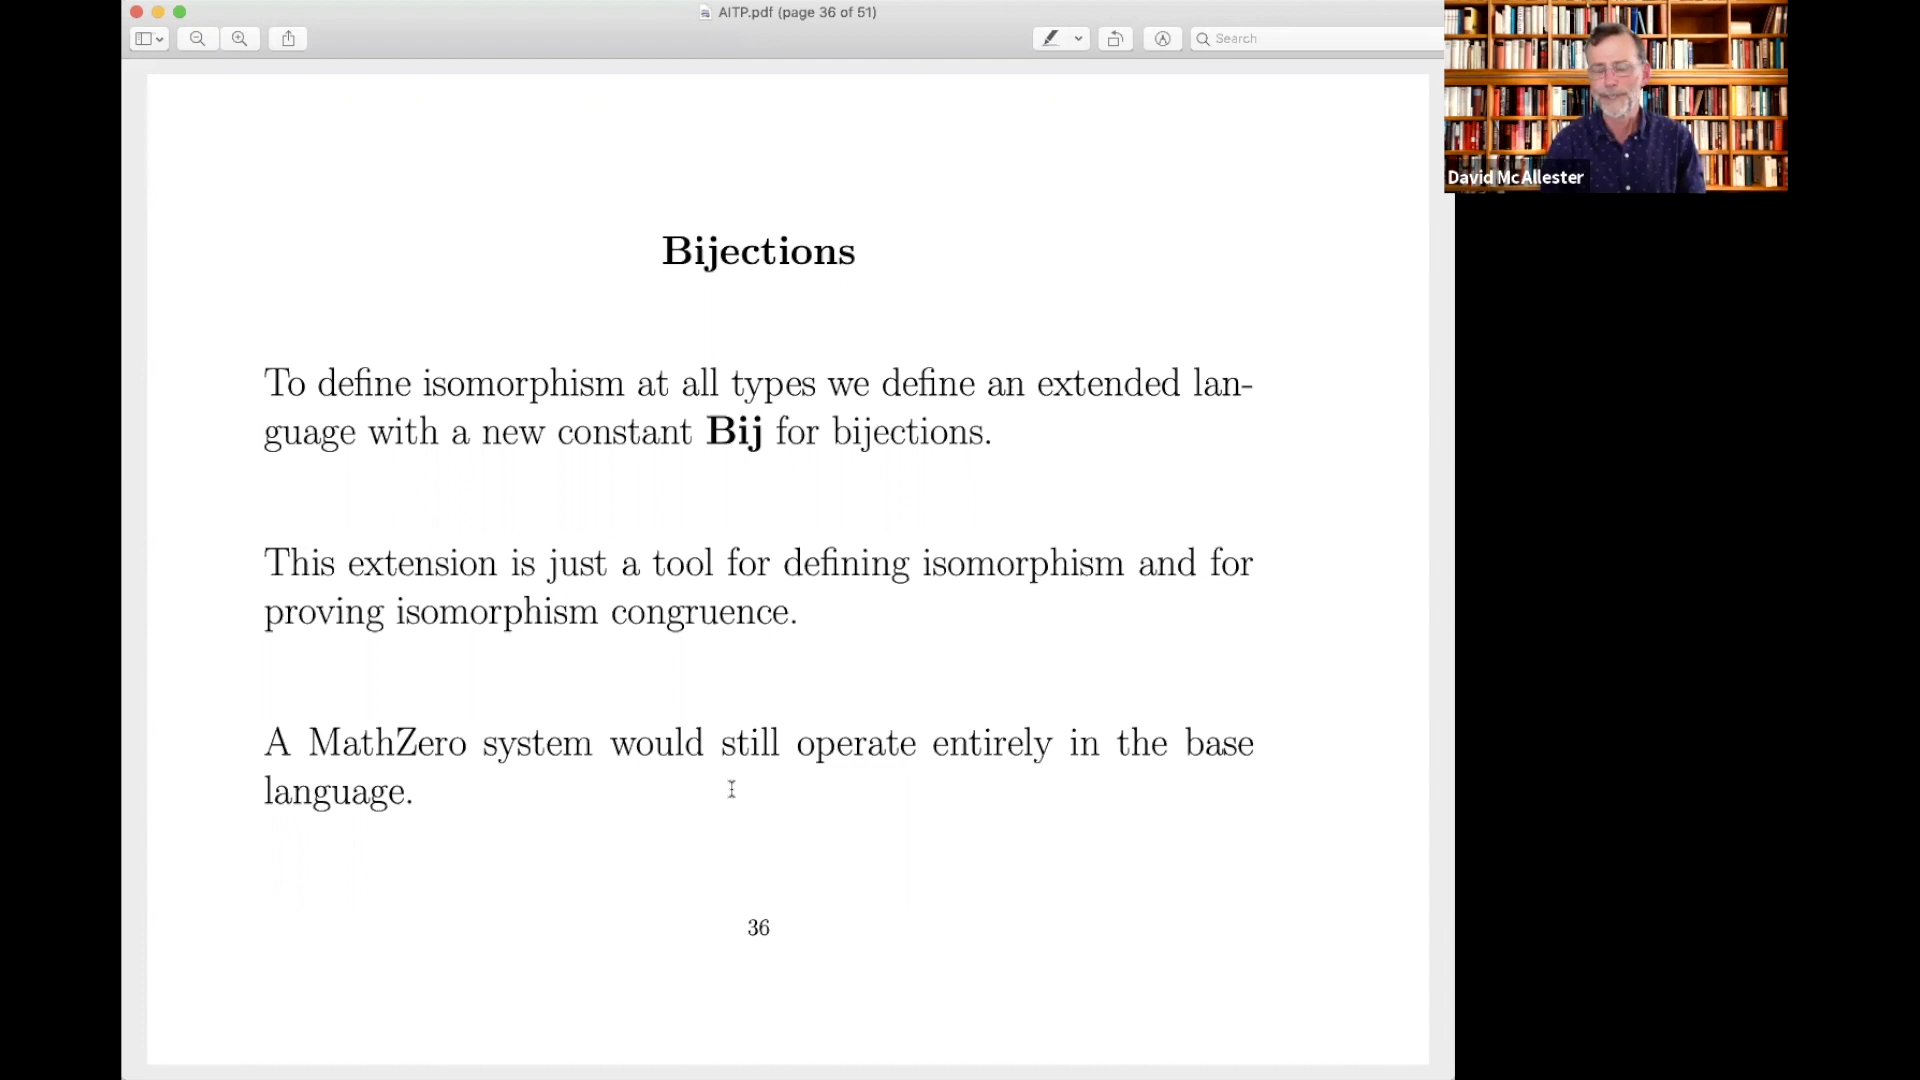 AITP.pdf (page 36 of 51)
Search
David McAllester
Bijections
To define isomorphism at all types we define an extended lan-
guage with a new constant Bij for bijections.
This extension is just a tool for defining isomorphism and for
proving isomorphism congruence.
A MathZero system would still operate entirely in the base
language.
36